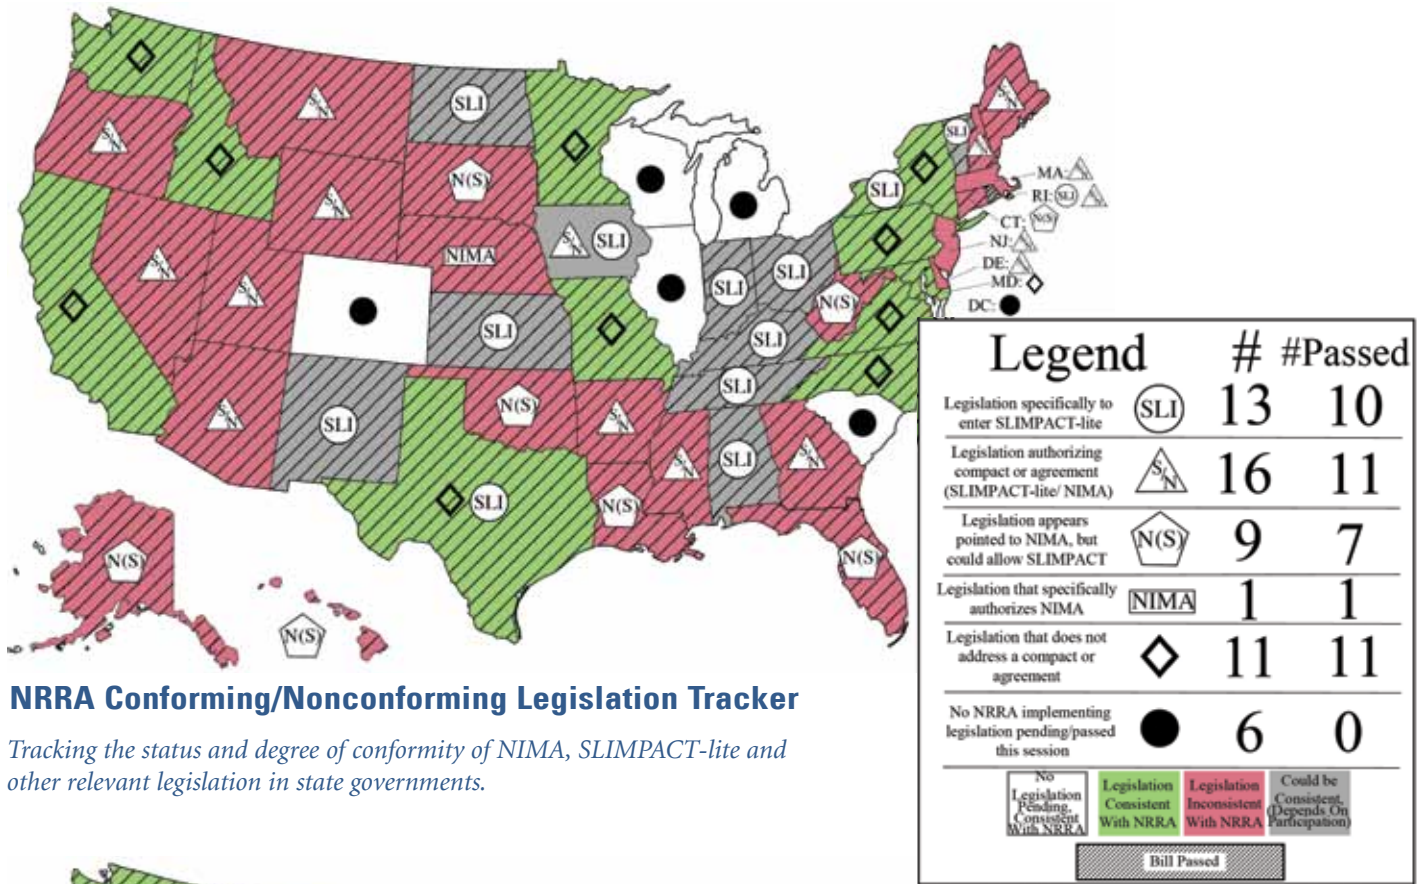 SLI
S/N
S/N
SLI
S/N
SLI
N(S)
MA: S/N
S/N
SLI
RI: SLI S/N
CT: N(S)
NIMA
S/N
SLI
NJ: S/N
S/N
S/N
DE: S/N
SLI
SLI
MD:
N(S)
DC:
SLI
SLI
SLI
N(S)
S/N
S/N
SLI
SLI
S/N
S/N
SLI
N(S)
N(S)
N(S)
N(S)
Legend # #Passed
Legislation specifically to
enter SLIMPACT-lite
SLI 13 10
Legislation authorizing
compact or agreement
(SLIMPACT-lite/ NIMA)
S/N 16 11
Legislation appears
pointed to NIMA, but
could allow SLIMPACT
N(S) 9 7
Legislation that specifically
authorizes NIMA
NIMA 1 1
Legislation that does not
address a compact or
agreement
11 11
No NRRA implementing
legislation pending/passed
this session
6 0
No
Legislation
Pending,
Consistent
With NRRA
Legislation
Consistent
With NRRA
Legislation
Inconsistent
With NRRA
Could be
Consistent,
(Depends On
Participation)
Bill Passed
NRRA Conforming/Nonconforming Legislation Tracker
Tracking the status and degree of conformity of NIMA, SLIMPACT-lite and
other relevant legislation in state governments.